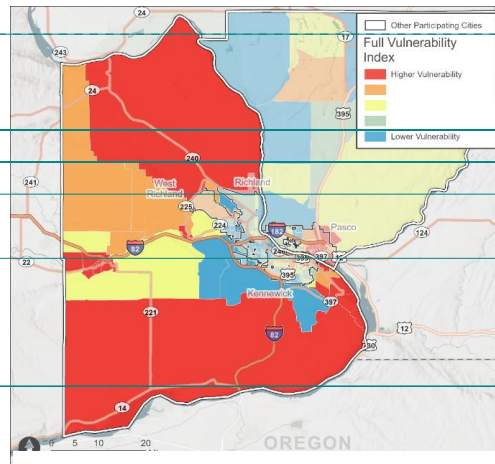 24
243
17
Other Participating Cities
Full Vulnerability
Index
Higher Vulnerability
Lower Vulnerability
24
395
240
241
West
Richland
Richland
225
224
182
Pasco
124
82
22
395
397
Kennewick
397
221
82
12
14
0 5 10 20
OREGON